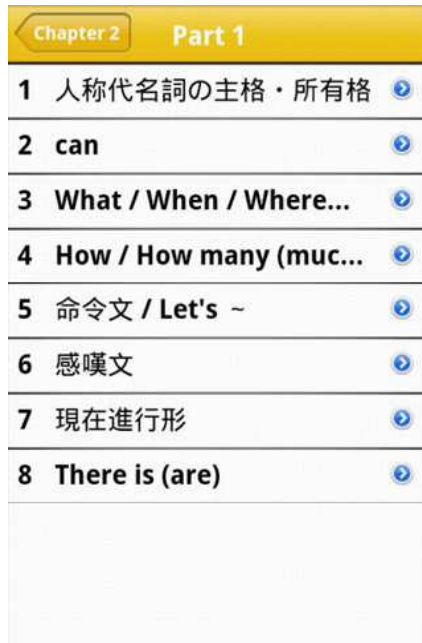 Chapter 2 Part 1
1 人称代名詞の主格・所有格
2 can
3 What / When / Where...
4 How / How many (muc...
5 命令文 / Let's ~
6 感嘆文
7 現在進行形
8 There is (are)